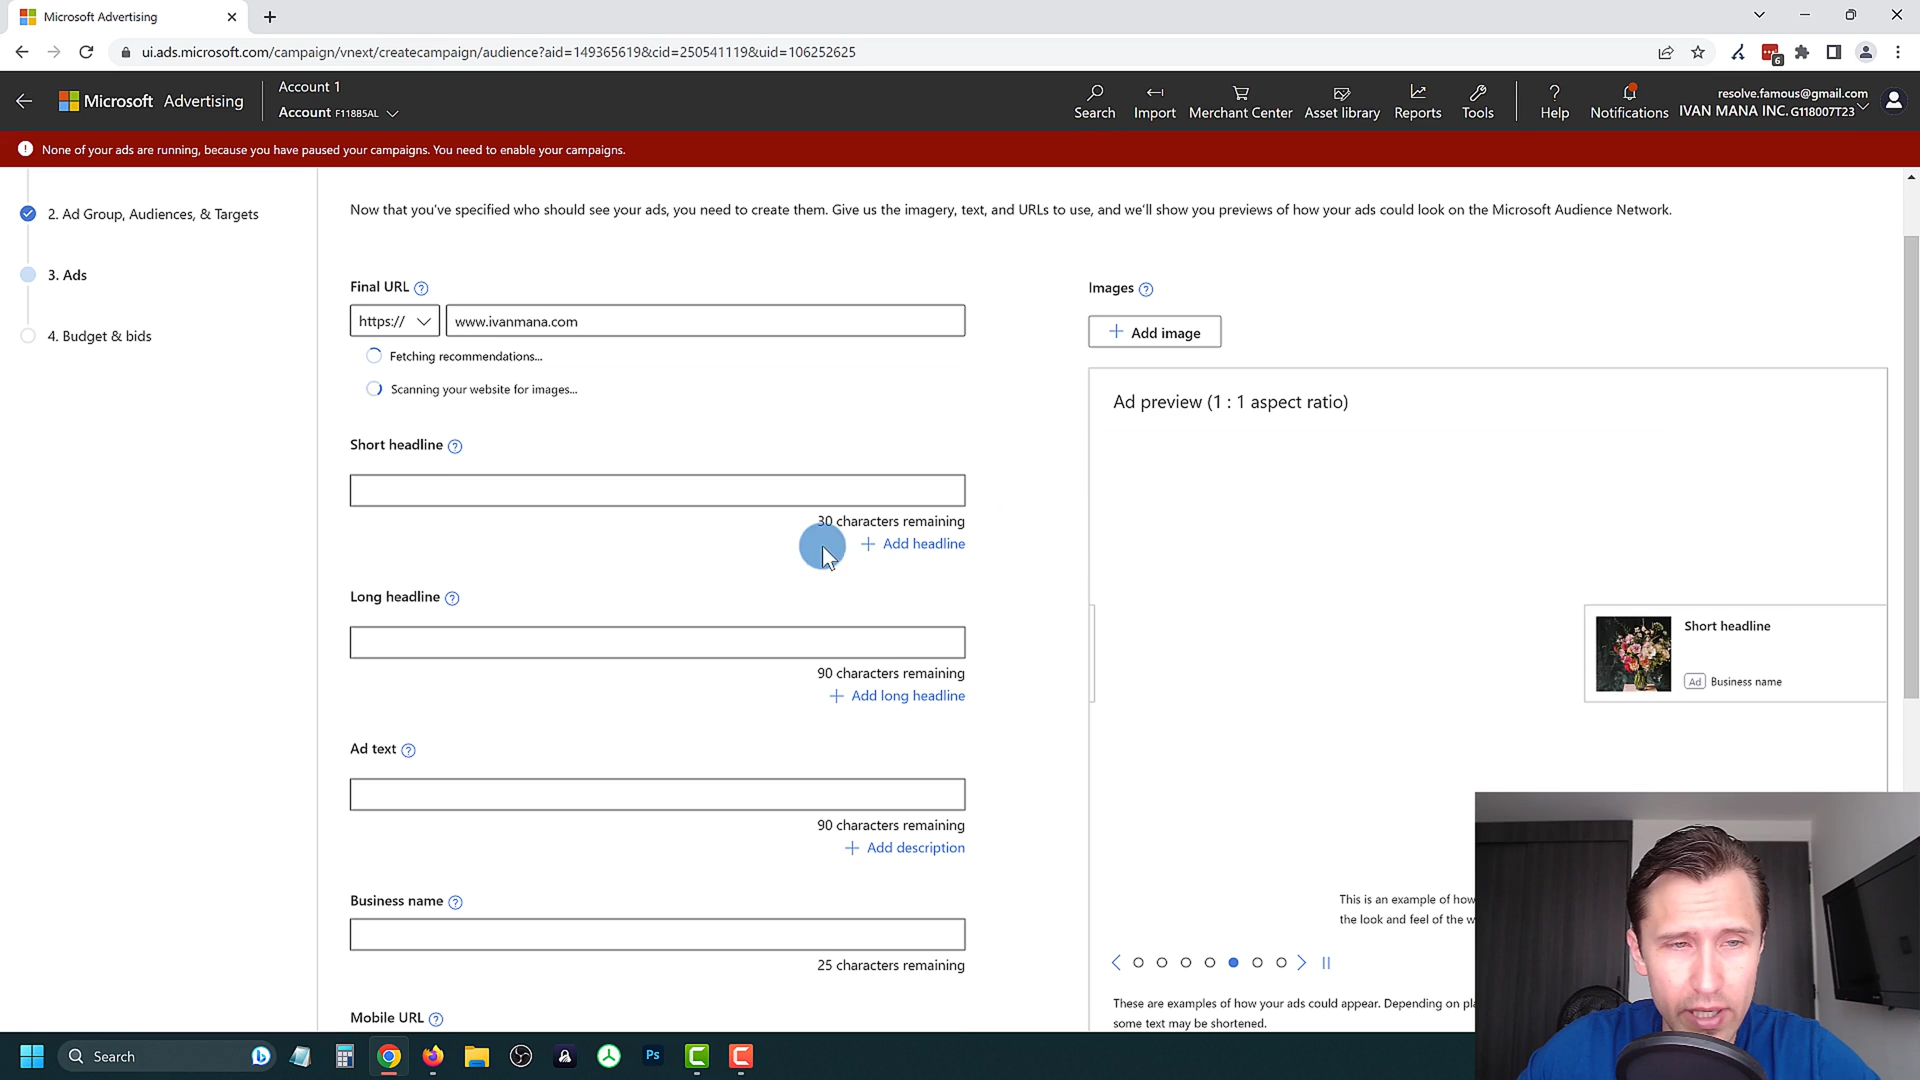 Microsoft Advertising
ui.ads.microsoft.com/campaign/vnext/createcampaign/audience?aid=149365619&cid=250541119&uid=106252625
6
Microsoft Advertising
Account 1
Account F118B5AL
Search
Import
Merchant Center
Asset library
Reports
Tools
Help
Notifications
resolve.famous@gmail.com
IVAN MANA INC. G118007T23
None of your ads are running, because you have paused your campaigns. You need to enable your campaigns.
2. Ad Group, Audiences, & Targets
3. Ads
4. Budget & bids
Now that you've specified who should see your ads, you need to create them. Give us the imagery, text, and URLs to use, and we'll show you previews of how your ads could look on the Microsoft Audience Network.
Final URL
https://
www.ivanmana.com
Fetching recommendations...
Scanning your website for images...
Short headline
30 characters remaining
Add headline
Long headline
90 characters remaining
Add long headline
Ad text
90 characters remaining
Add description
Business name
25 characters remaining
Mobile URL
Images
Add image
Ad preview (1 : 1 aspect ratio)
Short headline
Ad Business name
This is an example of how
the look and feel of the w
These are examples of how your ads could appear. Depending on pla
some text may be shortened.
Search
Ps